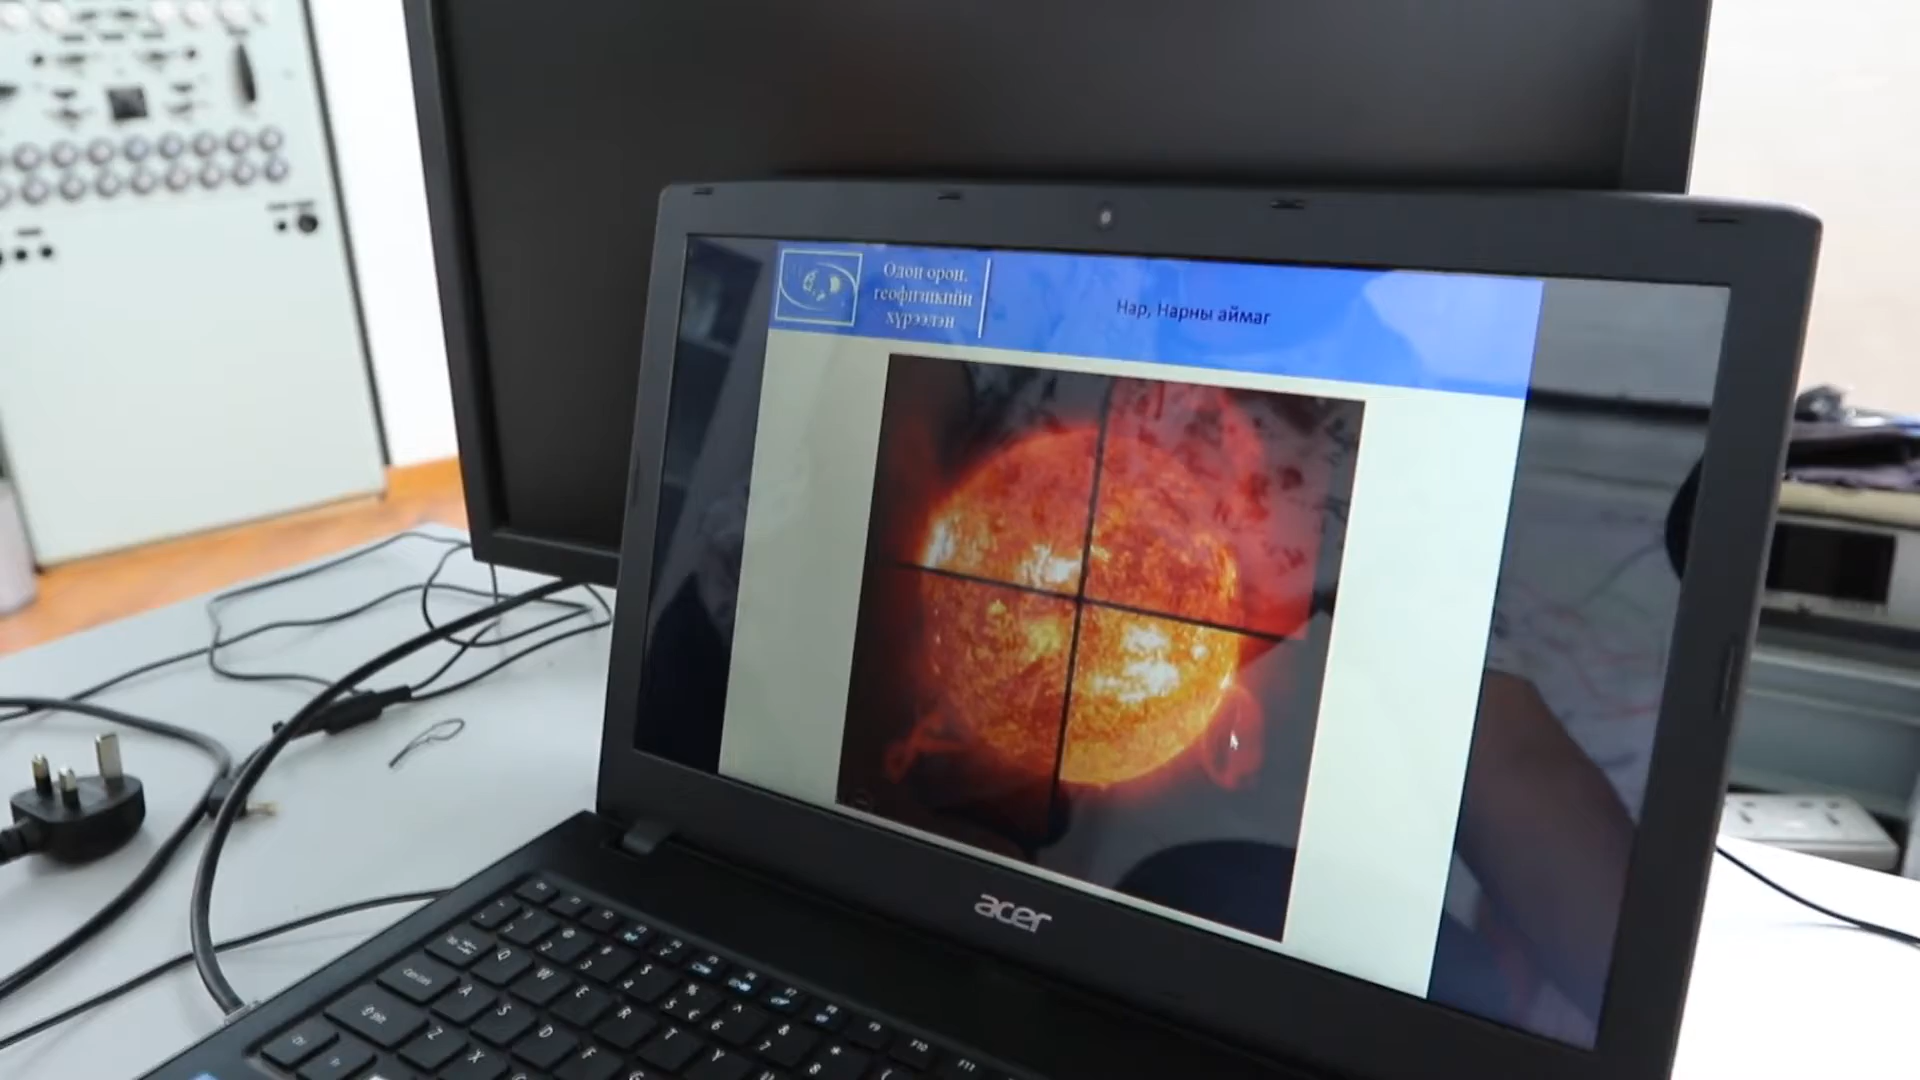 Одон орон,
геофизикийн
хүрээлэн
Нар, Нарны аймаг
acer
Q W E R T Y
A S D F G
Z X